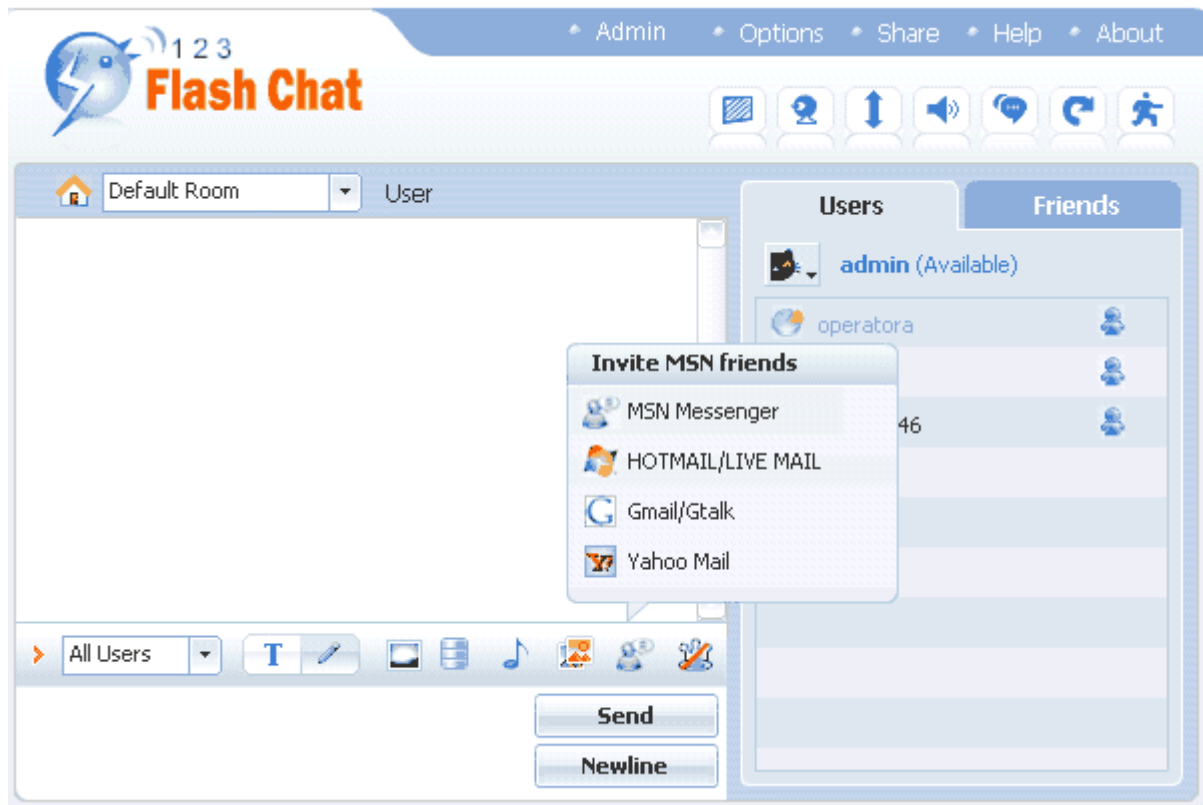 123
Flash Chat
Admin Options Share Help About
Default Room User
Users Friends
admin (Available)
operatora
46
Invite MSN friends
MSN Messenger
HOTMAIL/LIVE MAIL
Gmail/Gtalk
Yahoo Mail
All Users T
Send
Newline